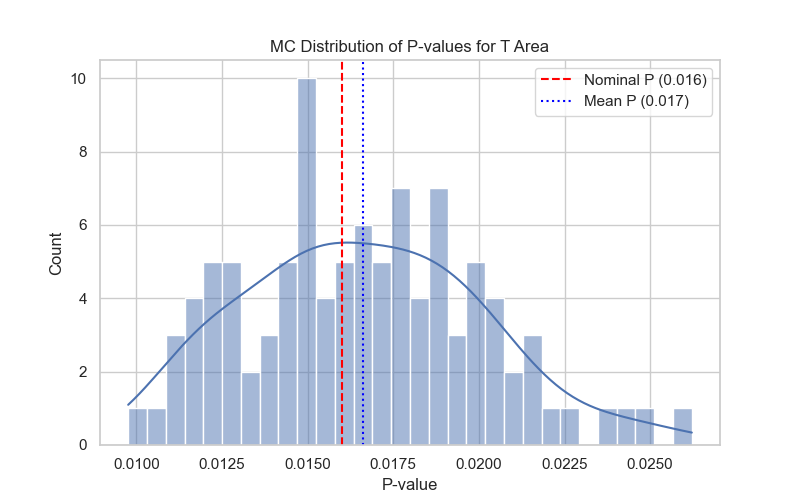 MC Distribution of P-values for T Area
Nominal P (0.016)
Mean P (0.017)
10
8
6
4
2
0
Count
0.0100 0.0125 0.0150 0.0175 0.0200 0.0225 0.0250
P-value